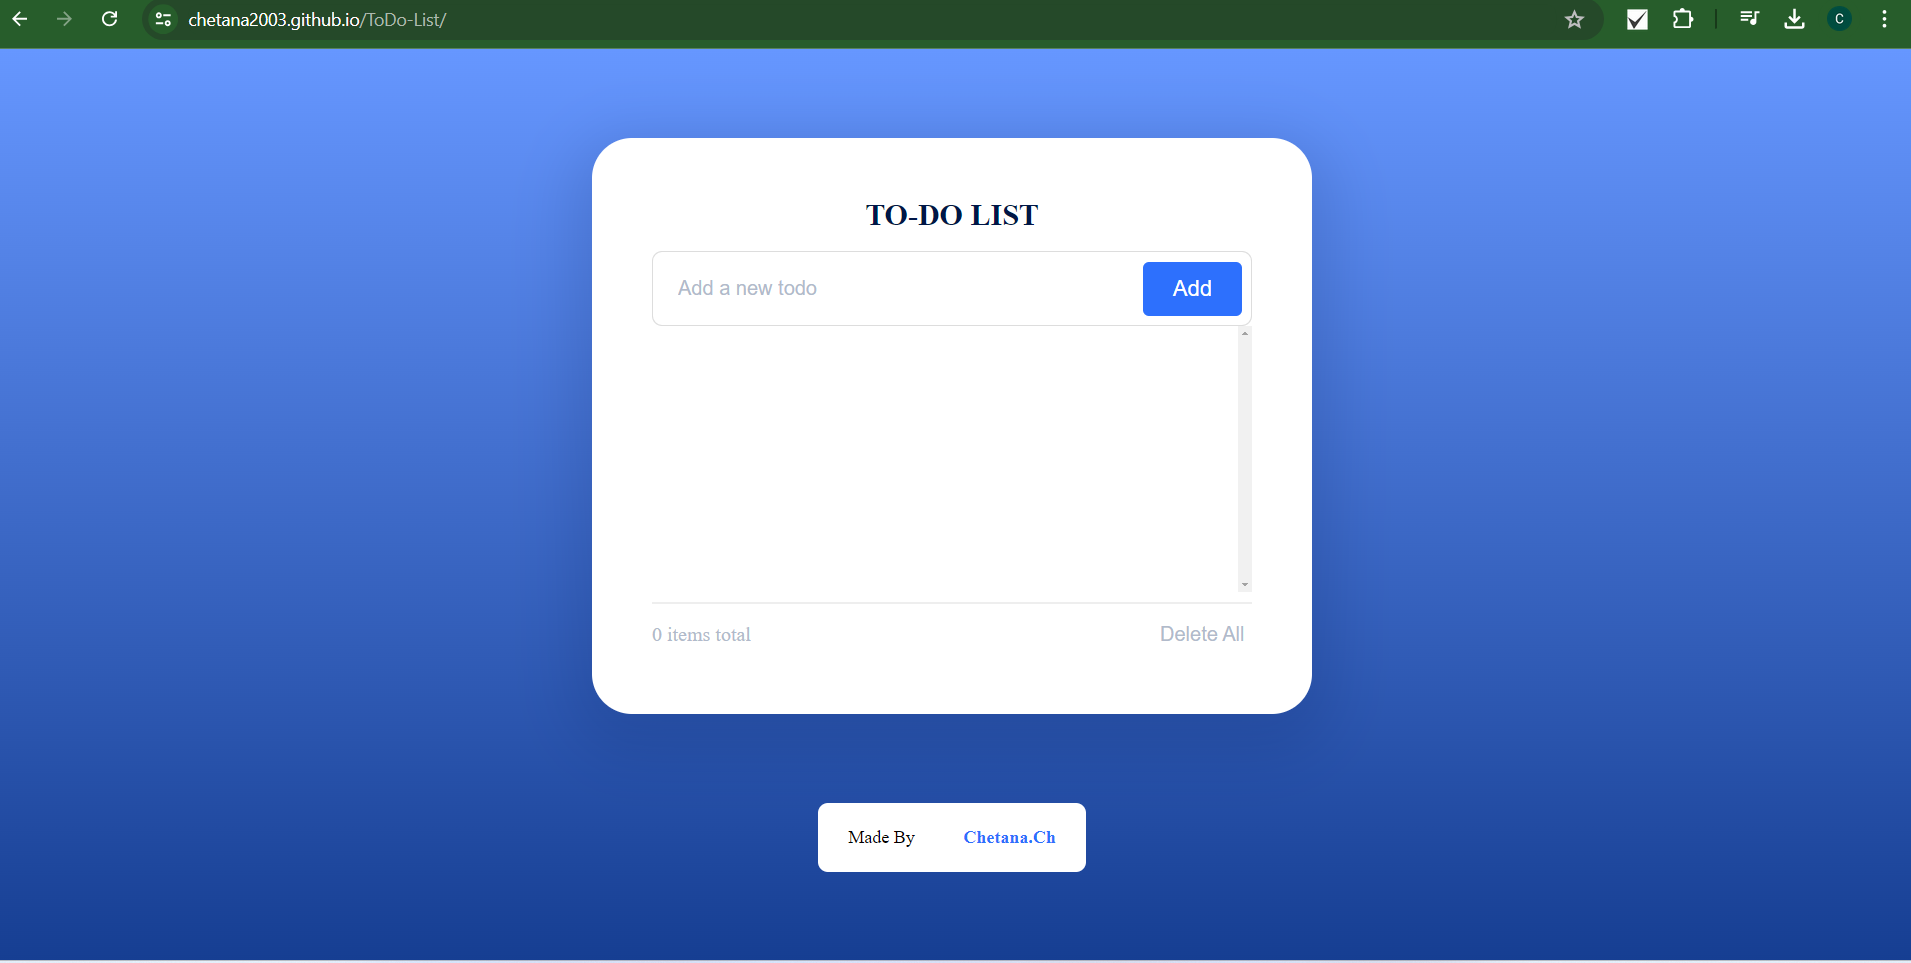 chetana2003.github.io/ToDo-List/
C
TO-DO LIST
Add a new todo
Add
0 items total
Delete All
Made By Chetana.Ch